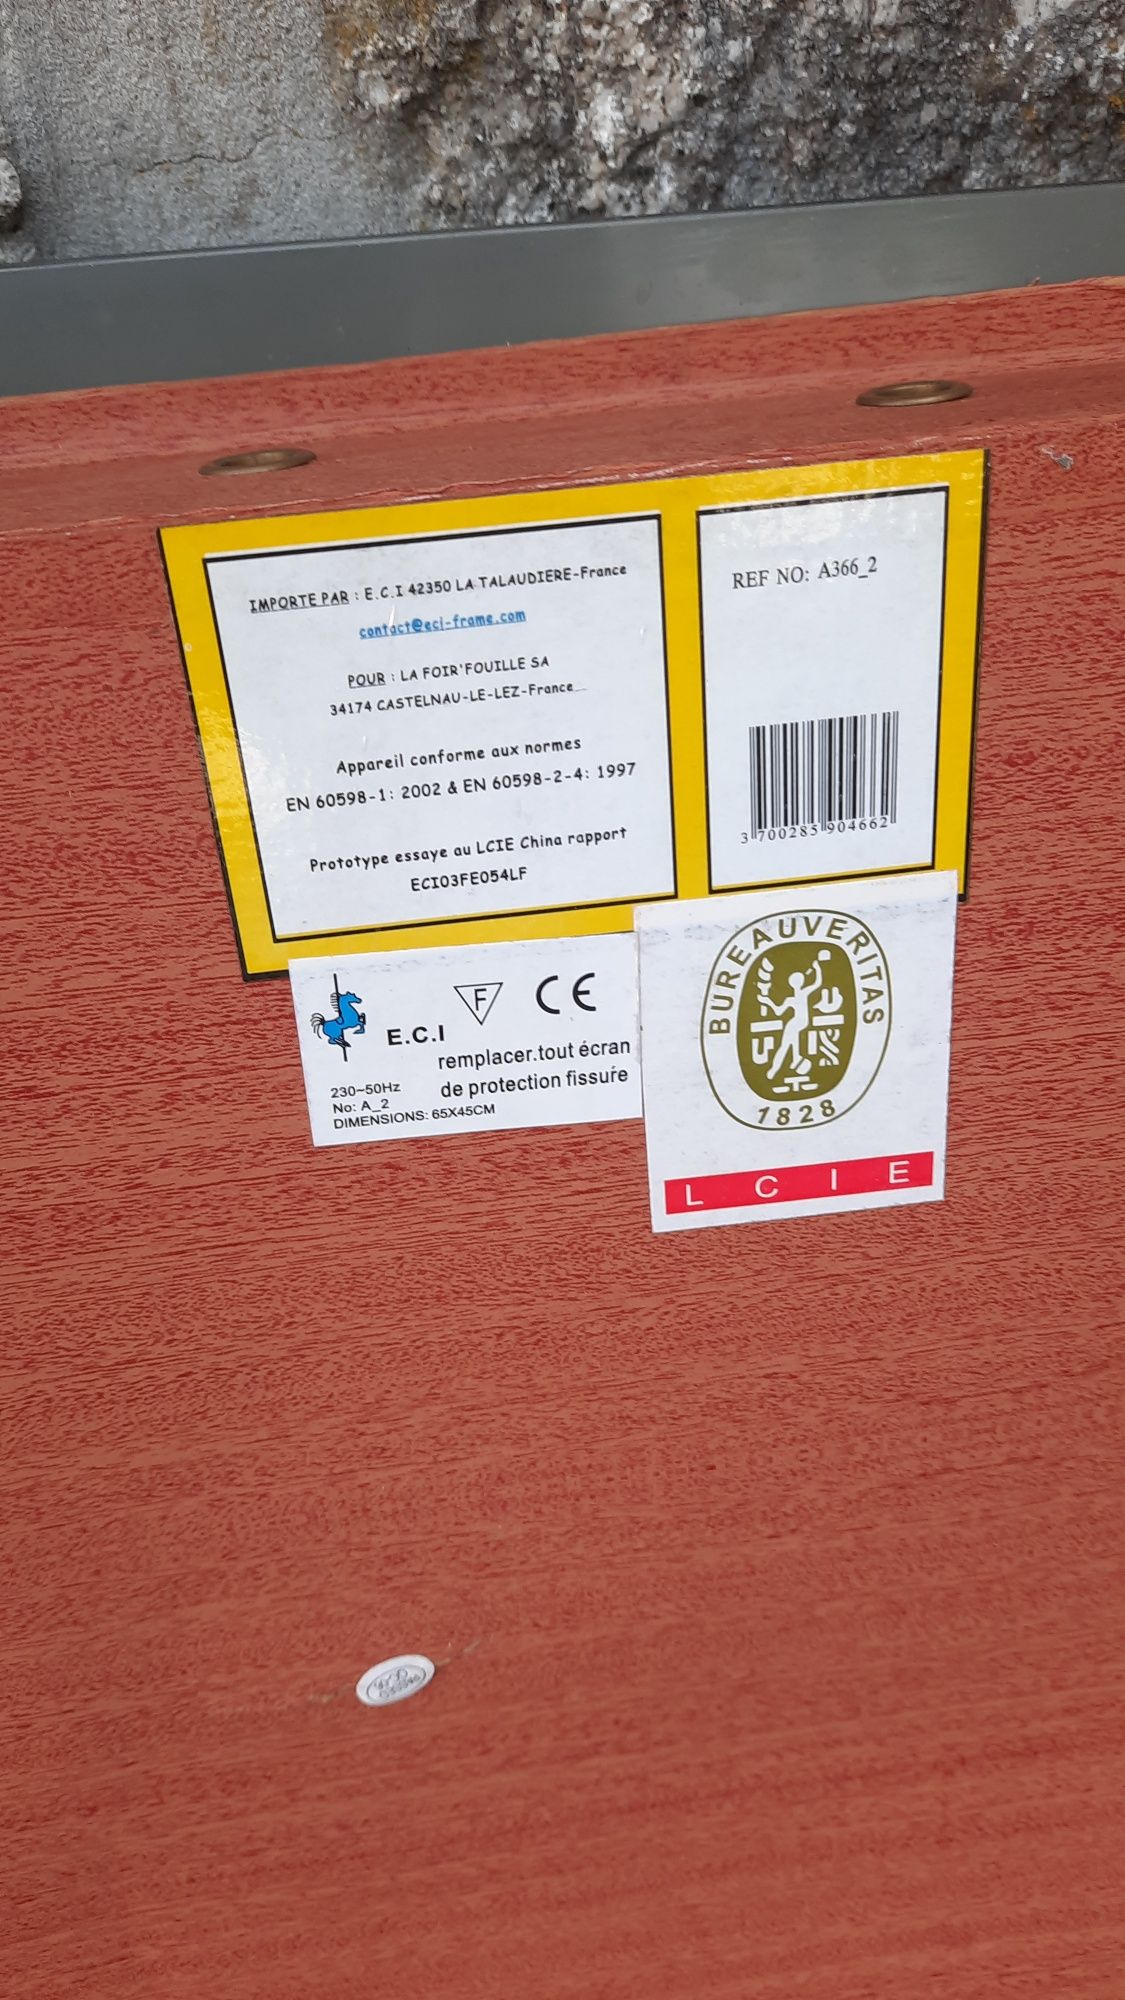 IMPORTE PAR : E.C.I 42350 LA TALAUDIERE-France
contact@eci-frame.com
POUR : LA FOIR'FOUILLE SA
34174 CASTELNAU-LE-LEZ-France
Appareil conforme aux normes
EN 60598-1: 2002 & EN 60598-2-4: 1997
Prototype essaye au LCIE China rapport
ECI03FE054LF
REF NO: A366_2
3 700285 904662
F CE
E.C.I
remplacer.tout écran
de protection fissure
230~50Hz
No: A_2
DIMENSIONS: 65X45CM
BUREAU VERITAS
1828
L C I E